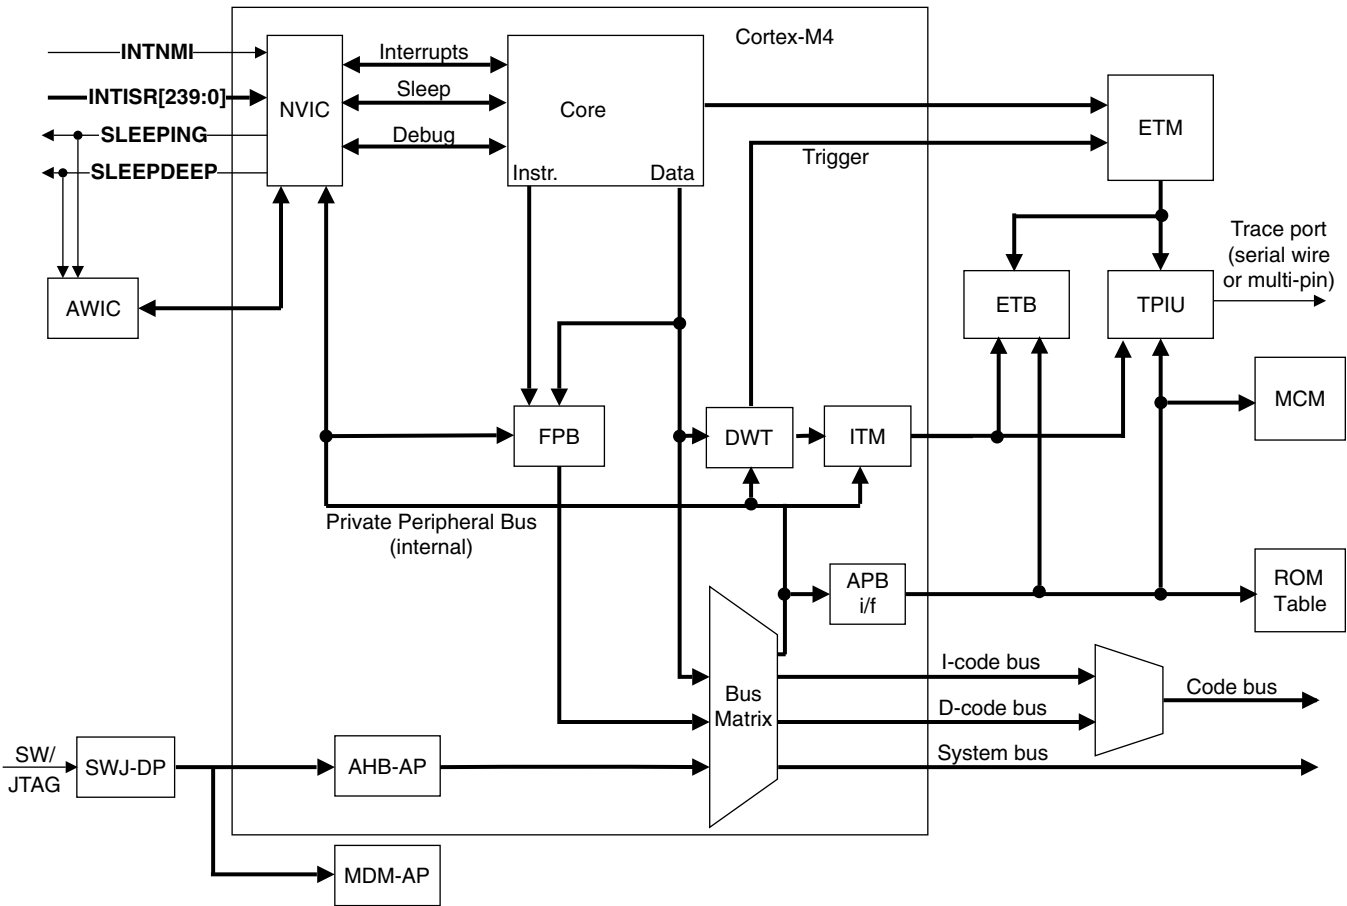 Cortex-M4
INTNMI
INTISR[239:0]
SLEEPING
SLEEPDEEP
NVIC
Interrupts
Sleep
Debug
Core
Instr.
Data
ETM
Trigger
AWIC
ETB
TPIU
Trace port
(serial wire
or multi-pin)
MCM
FPB
DWT
ITM
Private Peripheral Bus
(internal)
APB
i/f
ROM
Table
Bus
Matrix
I-code bus
D-code bus
System bus
Code bus
SW/
JTAG
SWJ-DP
AHB-AP
MDM-AP